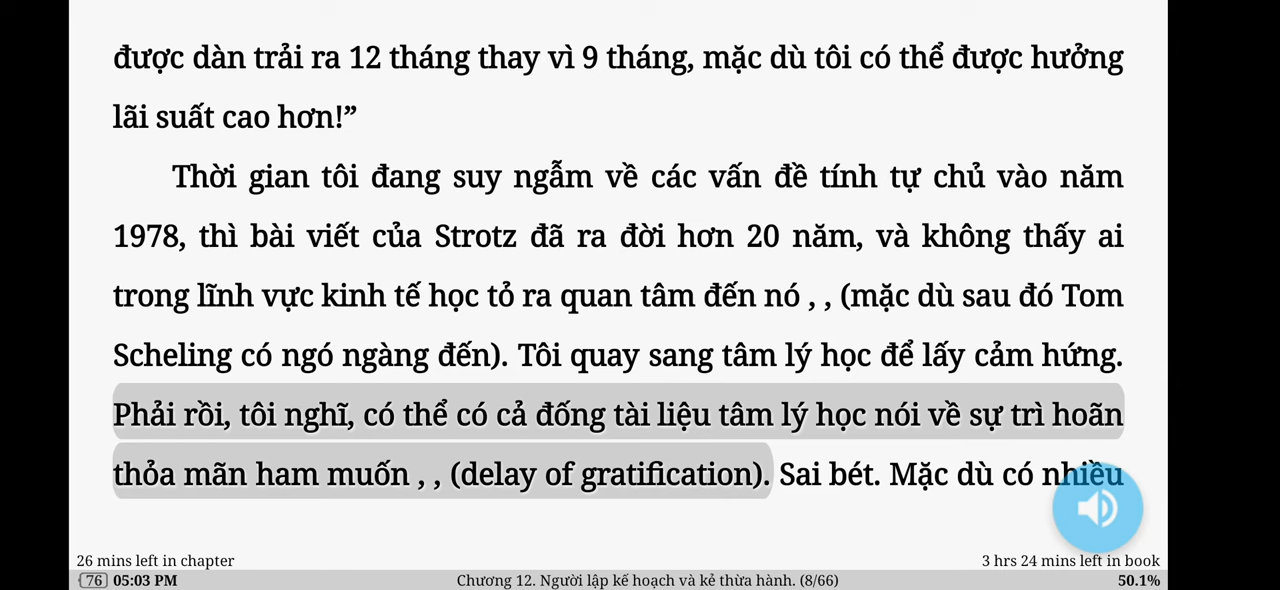 được dàn trải ra 12 tháng thay vì 9 tháng, mặc dù tôi có thể được hưởng
lãi suất cao hơn!”
Thời gian tôi đang suy ngẫm về các vấn đề tính tự chủ vào năm
1978, thì bài viết của Strotz đã ra đời hơn 20 năm, và không thấy ai
trong lĩnh vực kinh tế học tỏ ra quan tâm đến nó , , (mặc dù sau đó Tom
Scheling có ngó ngàng đến). Tôi quay sang tâm lý học để lấy cảm hứng.
Phải rồi, tôi nghĩ, có thể có cả đống tài liệu tâm lý học nói về sự trì hoãn
thỏa mãn ham muốn , , (delay of gratification). Sai bét. Mặc dù có nhiều
26 mins left in chapter
3 hrs 24 mins left in book
76 05:03 PM
Chương 12. Người lập kế hoạch và kẻ thừa hành. (8/66)
50.1%